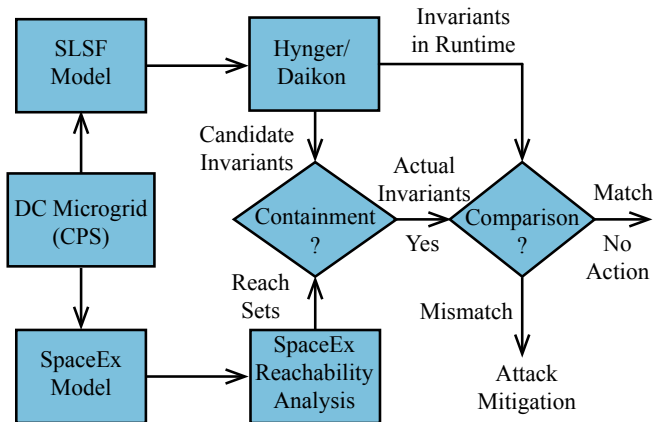 SLSF
Model
Hynger/
Daikon
Invariants
in Runtime
Candidate
Invariants
Actual
Invariants
DC Microgrid
(CPS)
Containment
?
Yes
Comparison
?
Match
No
Action
Reach
Sets
Mismatch
SpaceEx
Model
SpaceEx
Reachability
Analysis
Attack
Mitigation